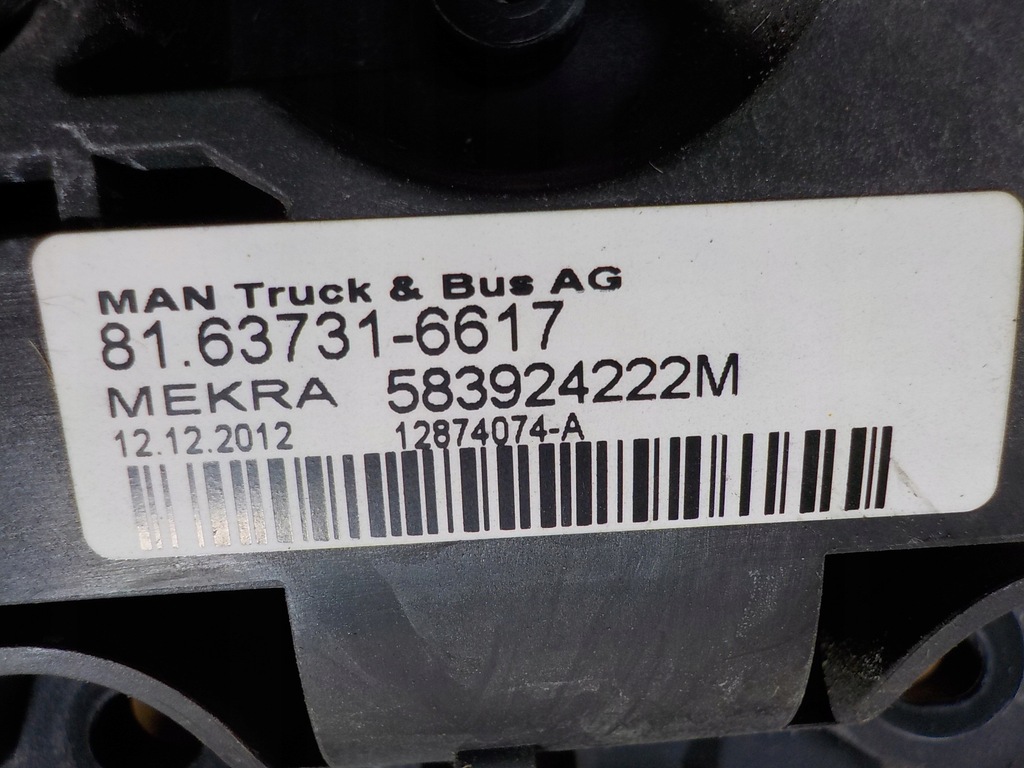 MAN Truck & Bus AG
81.63731-6617
MEKRA 583924222M
12.12.2012 12874074-A